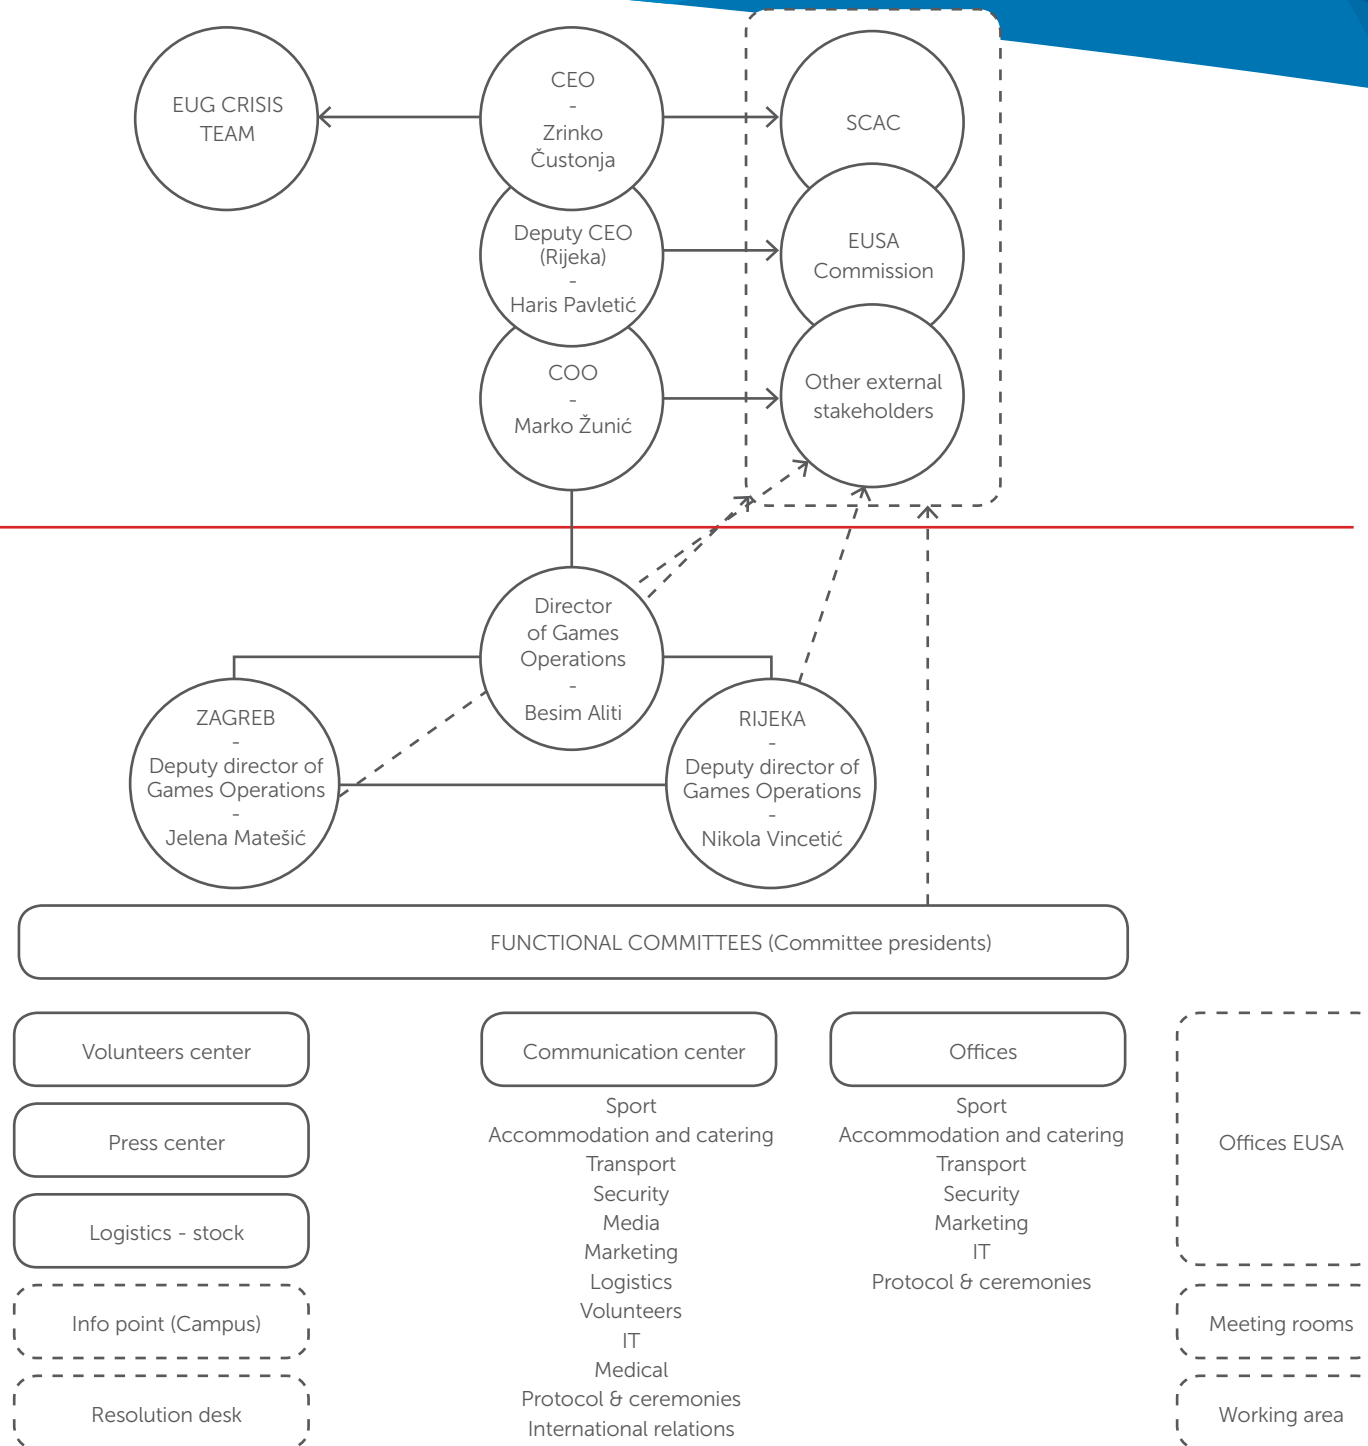 EUG CRISIS
TEAM
CEO
-
Zrinko
Čustonja
SCAC
Deputy CEO
(Rijeka)
-
Haris Pavletić
EUSA
Commission
COO
-
Marko Žunić
Other external
stakeholders
Director
of Games
Operations
-
Besim Aliti
ZAGREB
-
Deputy director of
Games Operations
-
Jelena Matešić
RIJEKA
-
Deputy director of
Games Operations
-
Nikola Vincetić
FUNCTIONAL COMMITTEES (Committee presidents)
Volunteers center
Press center
Logistics - stock
Info point (Campus)
Resolution desk
Communication center
Sport
Accommodation and catering
Transport
Security
Media
Marketing
Logistics
Volunteers
IT
Medical
Protocol & ceremonies
International relations
Offices
Sport
Accommodation and catering
Transport
Security
Marketing
IT
Protocol & ceremonies
Offices EUSA
Meeting rooms
Working area